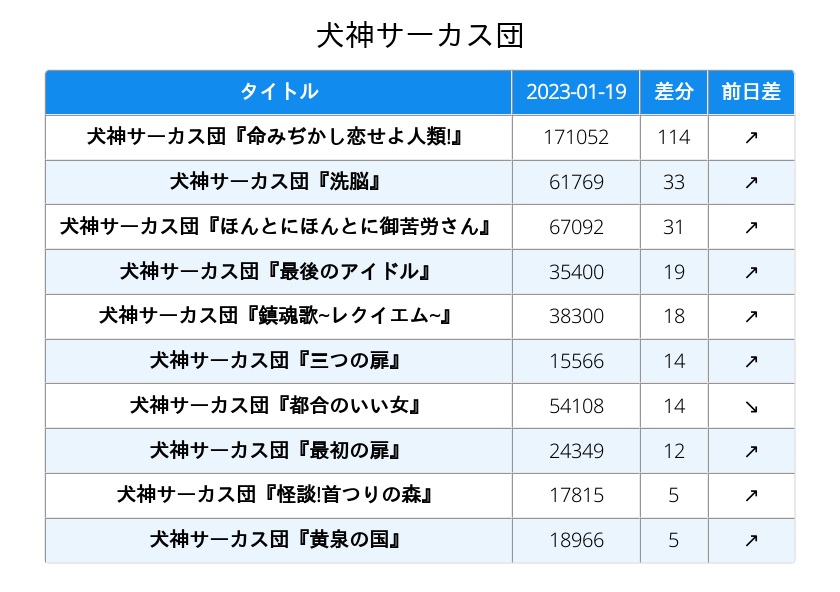 犬神サーカス団
タイトル 2023-01-19 差分 前日差
犬神サーカス団『命みぢかし恋せよ人類!』 171052 114 ↗
犬神サーカス団『洗脳』 61769 33 ↗
犬神サーカス団『ほんとにほんとに御苦労さん』 67092 31 ↗
犬神サーカス団『最後のアイドル』 35400 19 ↗
犬神サーカス団『鎮魂歌~レクイエム~』 38300 18 ↗
犬神サーカス団『三つの扉』 15566 14 ↗
犬神サーカス団『都合のいい女』 54108 14 ↘
犬神サーカス団『最初の扉』 24349 12 ↗
犬神サーカス団『怪談!首つりの森』 17815 5 ↗
犬神サーカス団『黄泉の国』 18966 5 ↗